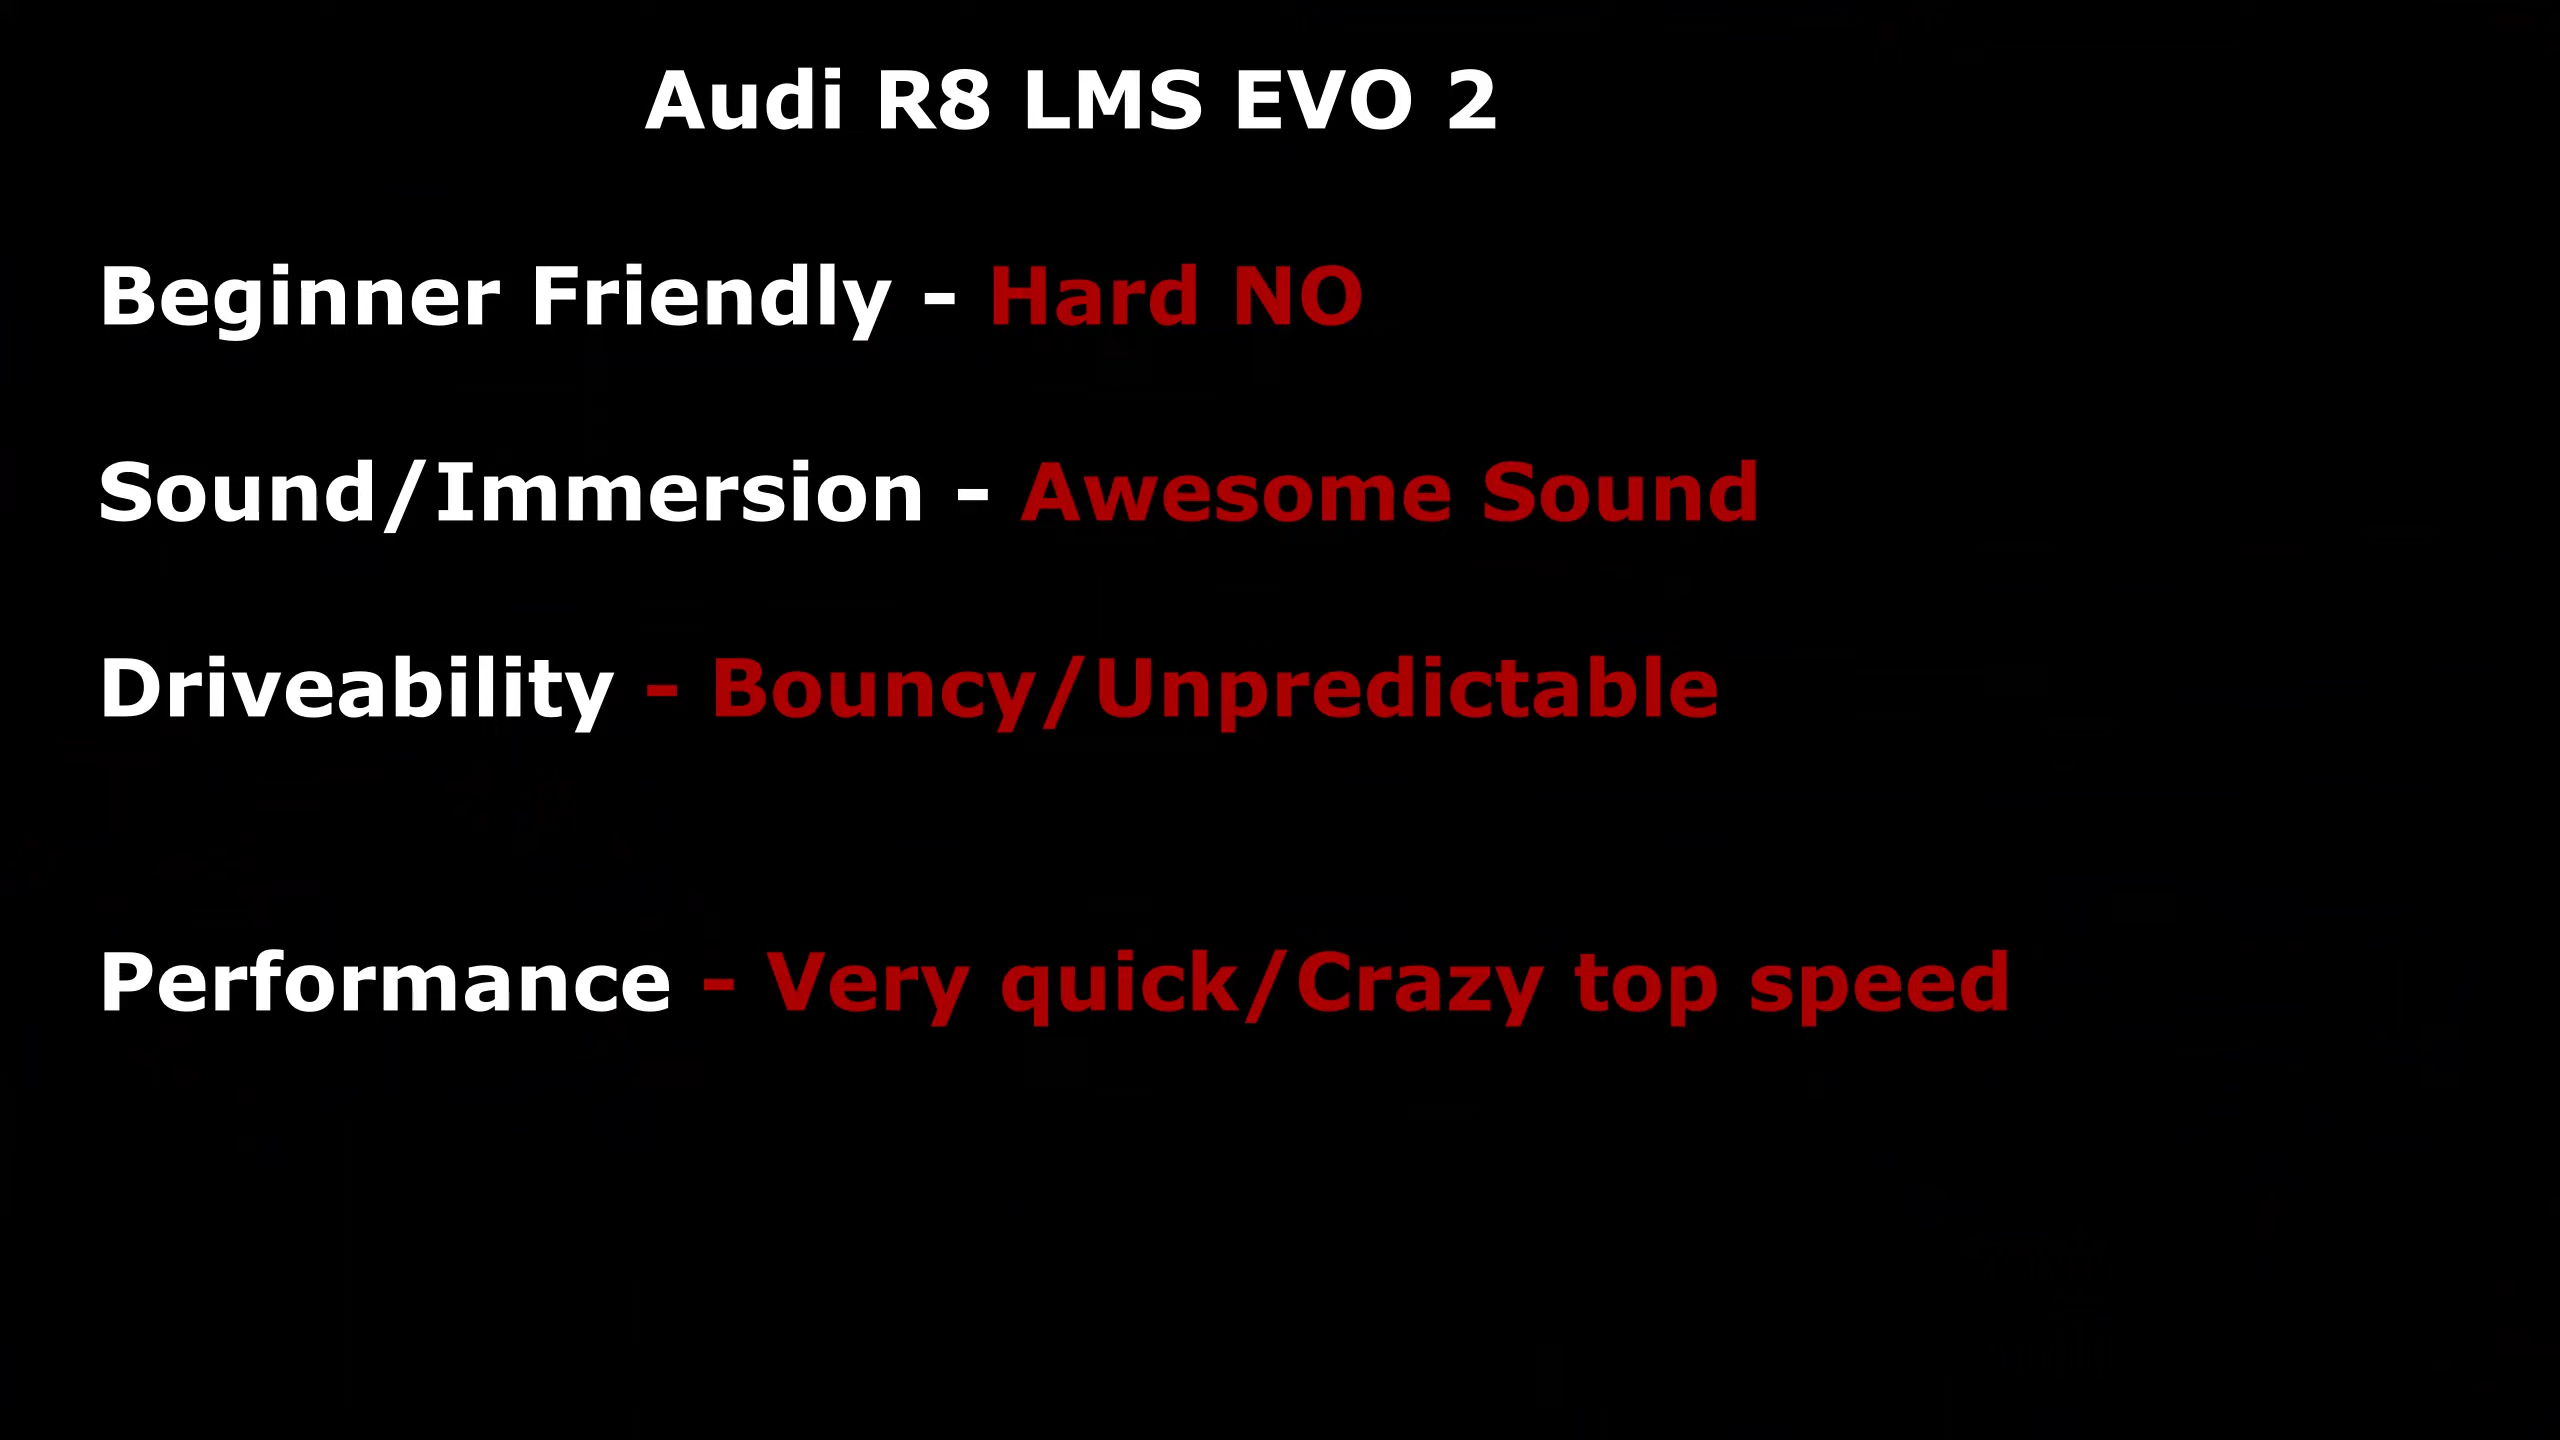 Audi R8 LMS EVO 2
Beginner Friendly - Hard NO
Sound/Immersion - Awesome Sound
Driveability - Bouncy/Unpredictable
Performance - Very quick/Crazy top speed